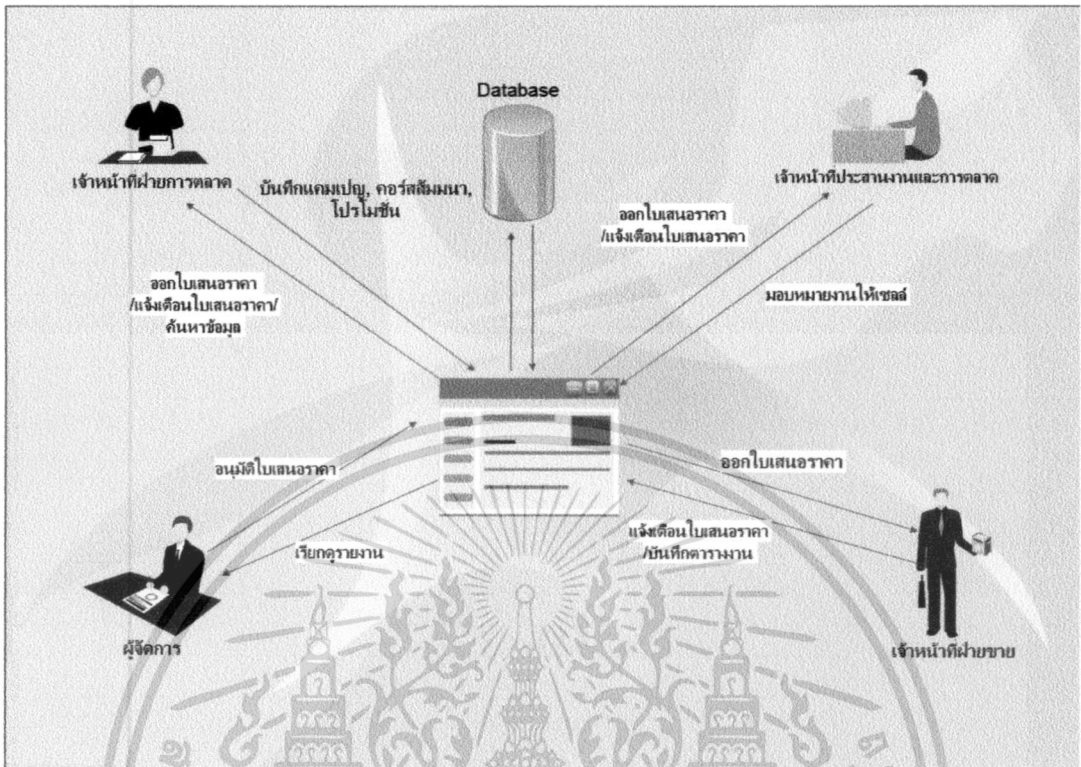 Database
เจ้าหน้าที่ฝ่ายการตลาด
บันทึกแคมเปญ, คอร์สสัมมนา,
โปรโมชั่น
เจ้าหน้าที่ประสานงานและการตลาด
ออกใบเสนอราคา
/แจ้งเตือนใบเสนอราคา
ออกใบเสนอราคา
/แจ้งเตือนใบเสนอราคา/
ค้นหาข้อมูล
มอบหมายงานให้เซลล์
อนุมัติใบเสนอราคา
ออกใบเสนอราคา
แจ้งเตือนใบเสนอราคา
/บันทึกตารางงาน
เรียกดูรายงาน
ผู้จัดการ
เจ้าหน้าที่ฝ่ายขาย